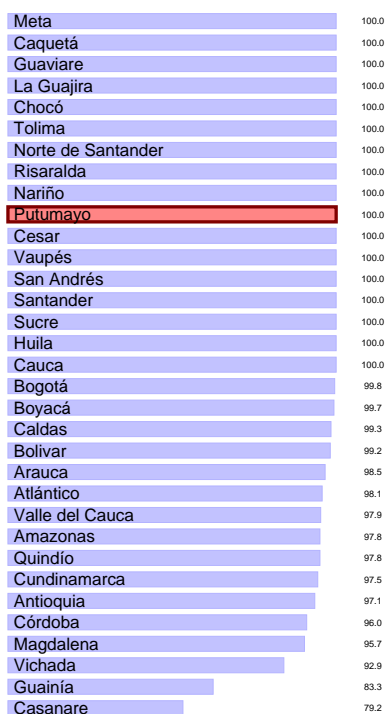 Meta 100.0
Caquetá 100.0
Guaviare 100.0
La Guajira 100.0
Chocó 100.0
Tolima 100.0
Norte de Santander 100.0
Risaralda 100.0
Nariño 100.0
Putumayo 100.0
Cesar 100.0
Vaupés 100.0
San Andrés 100.0
Santander 100.0
Sucre 100.0
Huila 100.0
Cauca 100.0
Bogotá 99.8
Boyacá 99.7
Caldas 99.3
Bolivar 99.2
Arauca 98.5
Atlántico 98.1
Valle del Cauca 97.9
Amazonas 97.8
Quindío 97.8
Cundinamarca 97.5
Antioquia 97.1
Córdoba 96.0
Magdalena 95.7
Vichada 92.9
Guainía 83.3
Casanare 79.2